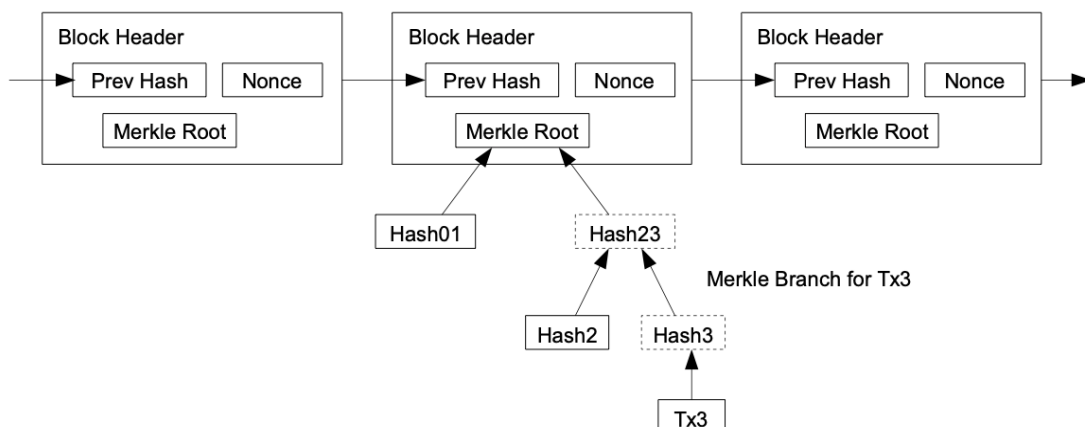 Block Header
Block Header
Block Header
Prev Hash
Nonce
Prev Hash
Nonce
Prev Hash
Nonce
Merkle Root
Merkle Root
Merkle Root
Hash01
Hash23
Merkle Branch for Tx3
Hash2
Hash3
Tx3